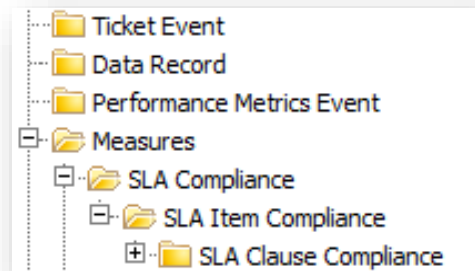 Ticket Event
Data Record
Performance Metrics Event
Measures
SLA Compliance
SLA Item Compliance
SLA Clause Compliance